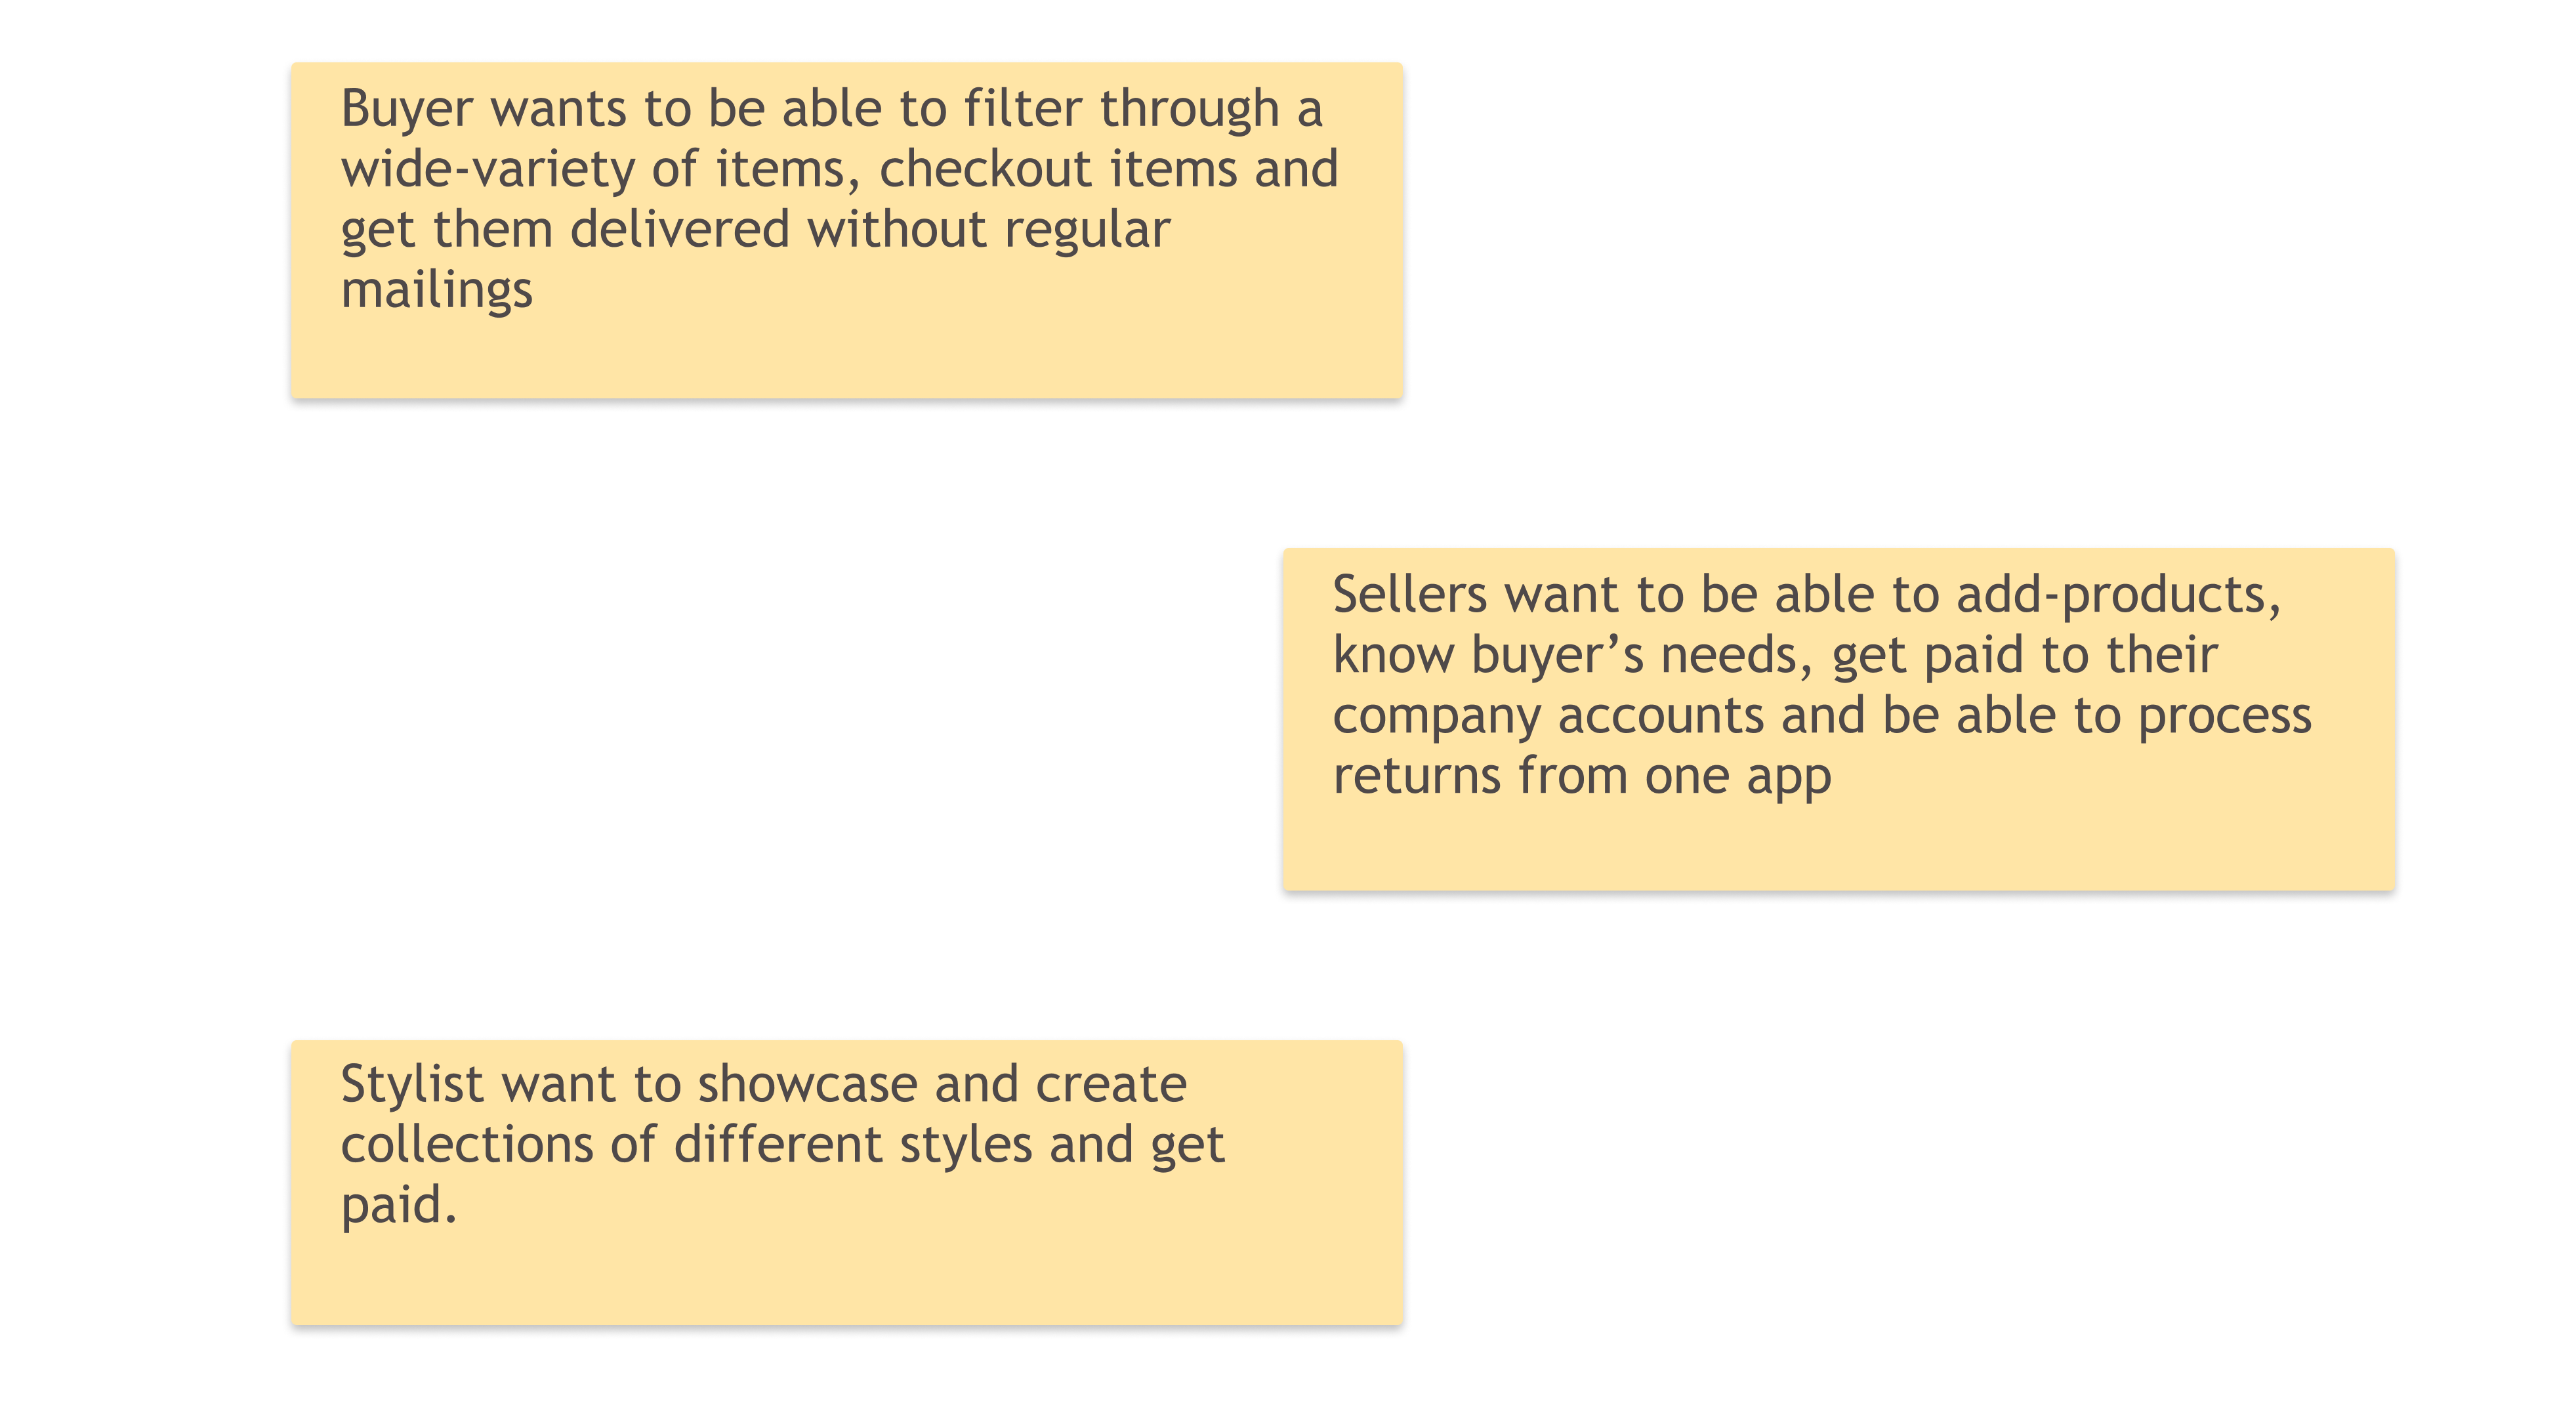 Buyer wants to be able to filter through a
wide-variety of items, checkout items and
get them delivered without regular
mailings
Sellers want to be able to add-products,
know buyer’s needs, get paid to their
company accounts and be able to process
returns from one app
Stylist want to showcase and create
collections of different styles and get
paid.